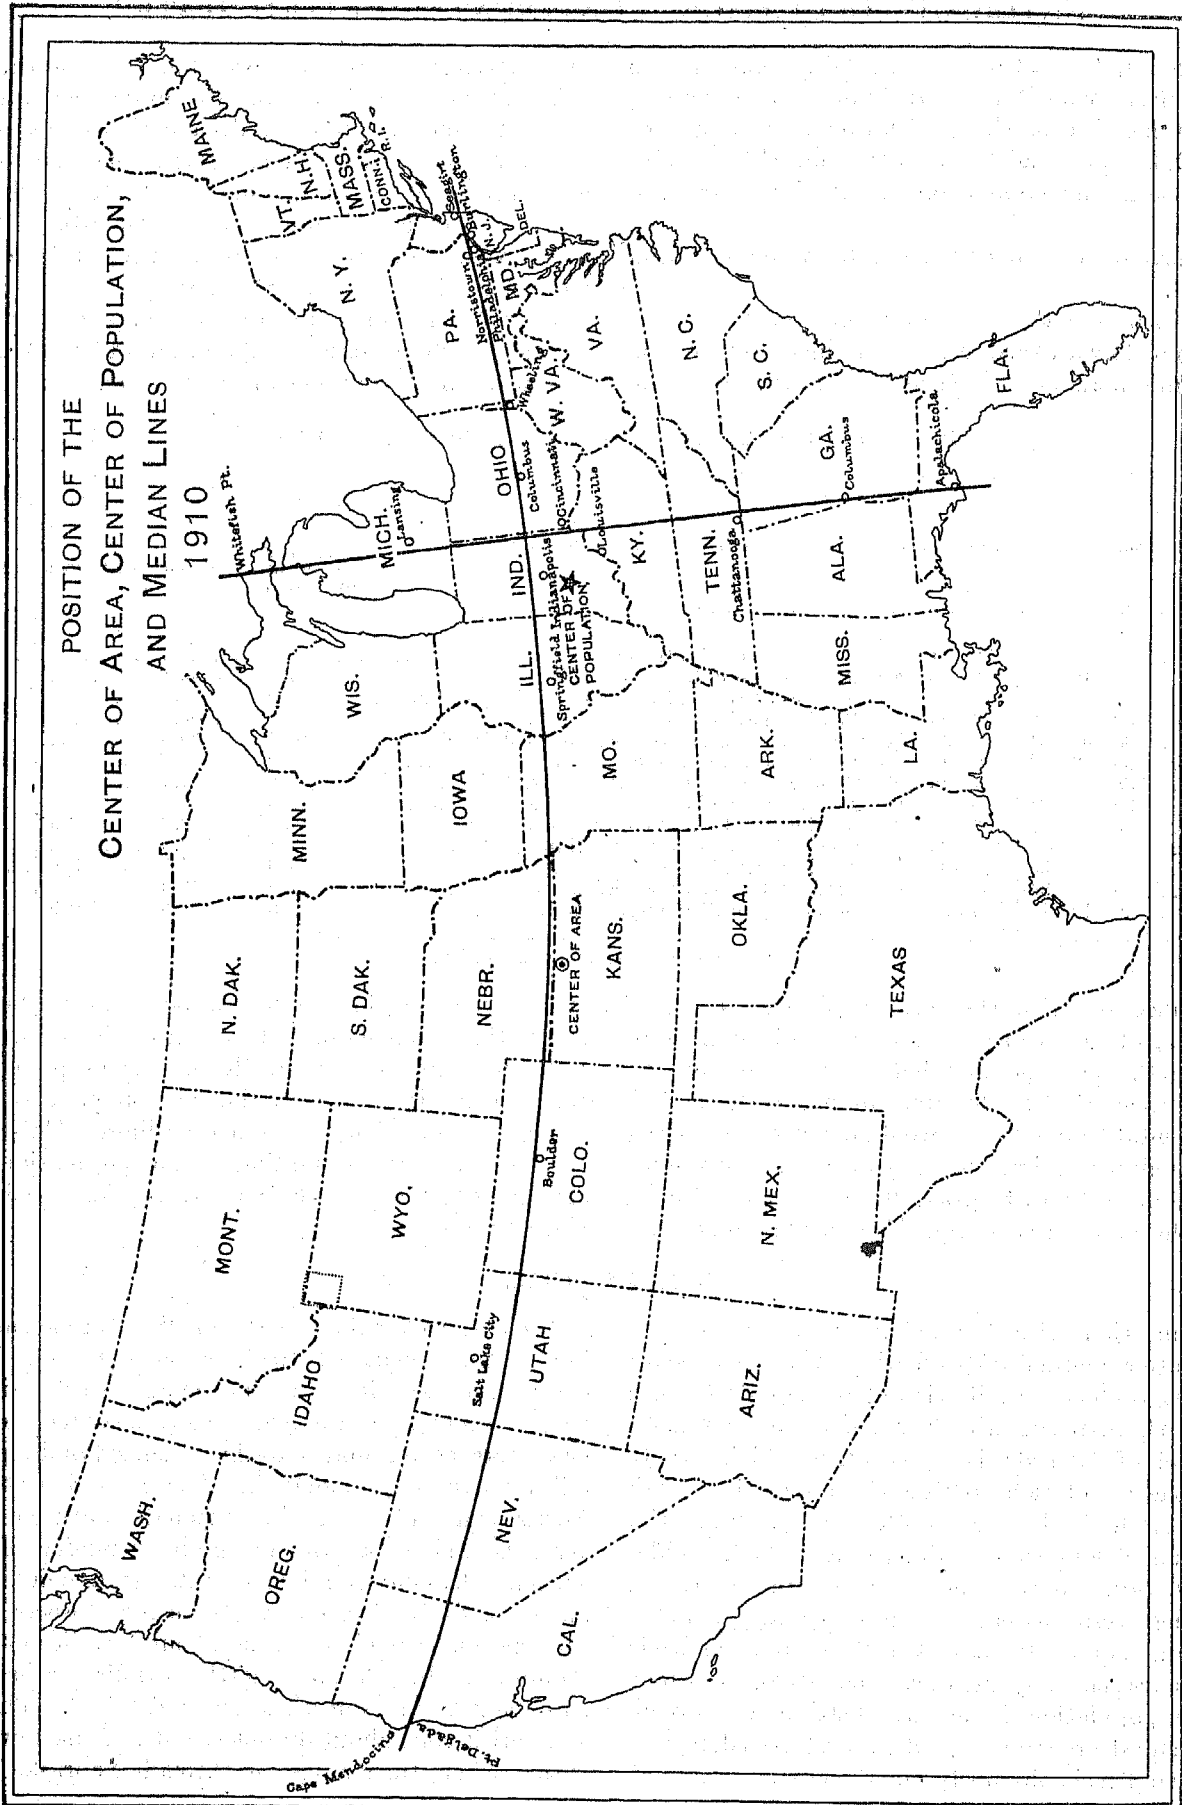 POSITION OF THE
CENTER OF AREA, CENTER OF POPULATION,
AND MEDIAN LINES
1910
Whitefish Pt.
MAINE
VT.
N.H.
MASS.
CONN.
R.I.
N. Y.
PA.
Seagirt
Burlington
Norristown
Philadelphia
N. J.
DEL.
MD.
Wheeling
W. VA.
VA.
N. C.
S. C.
GA.
Columbus
FLA.
Apalachicola
MICH.
Lansing
OHIO
Columbus
Cincinnati
Louisville
IND.
Indianapolis
KY.
TENN.
Chattanooga
ALA.
WIS.
ILL.
Springfield
CENTER OF
POPULATION
MISS.
MINN.
IOWA
MO.
ARK.
LA.
N. DAK.
S. DAK.
NEBR.
CENTER OF AREA
KANS.
OKLA.
TEXAS
MONT.
WYO.
Boulder
COLO.
N. MEX.
IDAHO
Salt Lake City
UTAH
ARIZ.
WASH.
OREG.
NEV.
CAL.
Cape Mendocino
Pt. Delgada